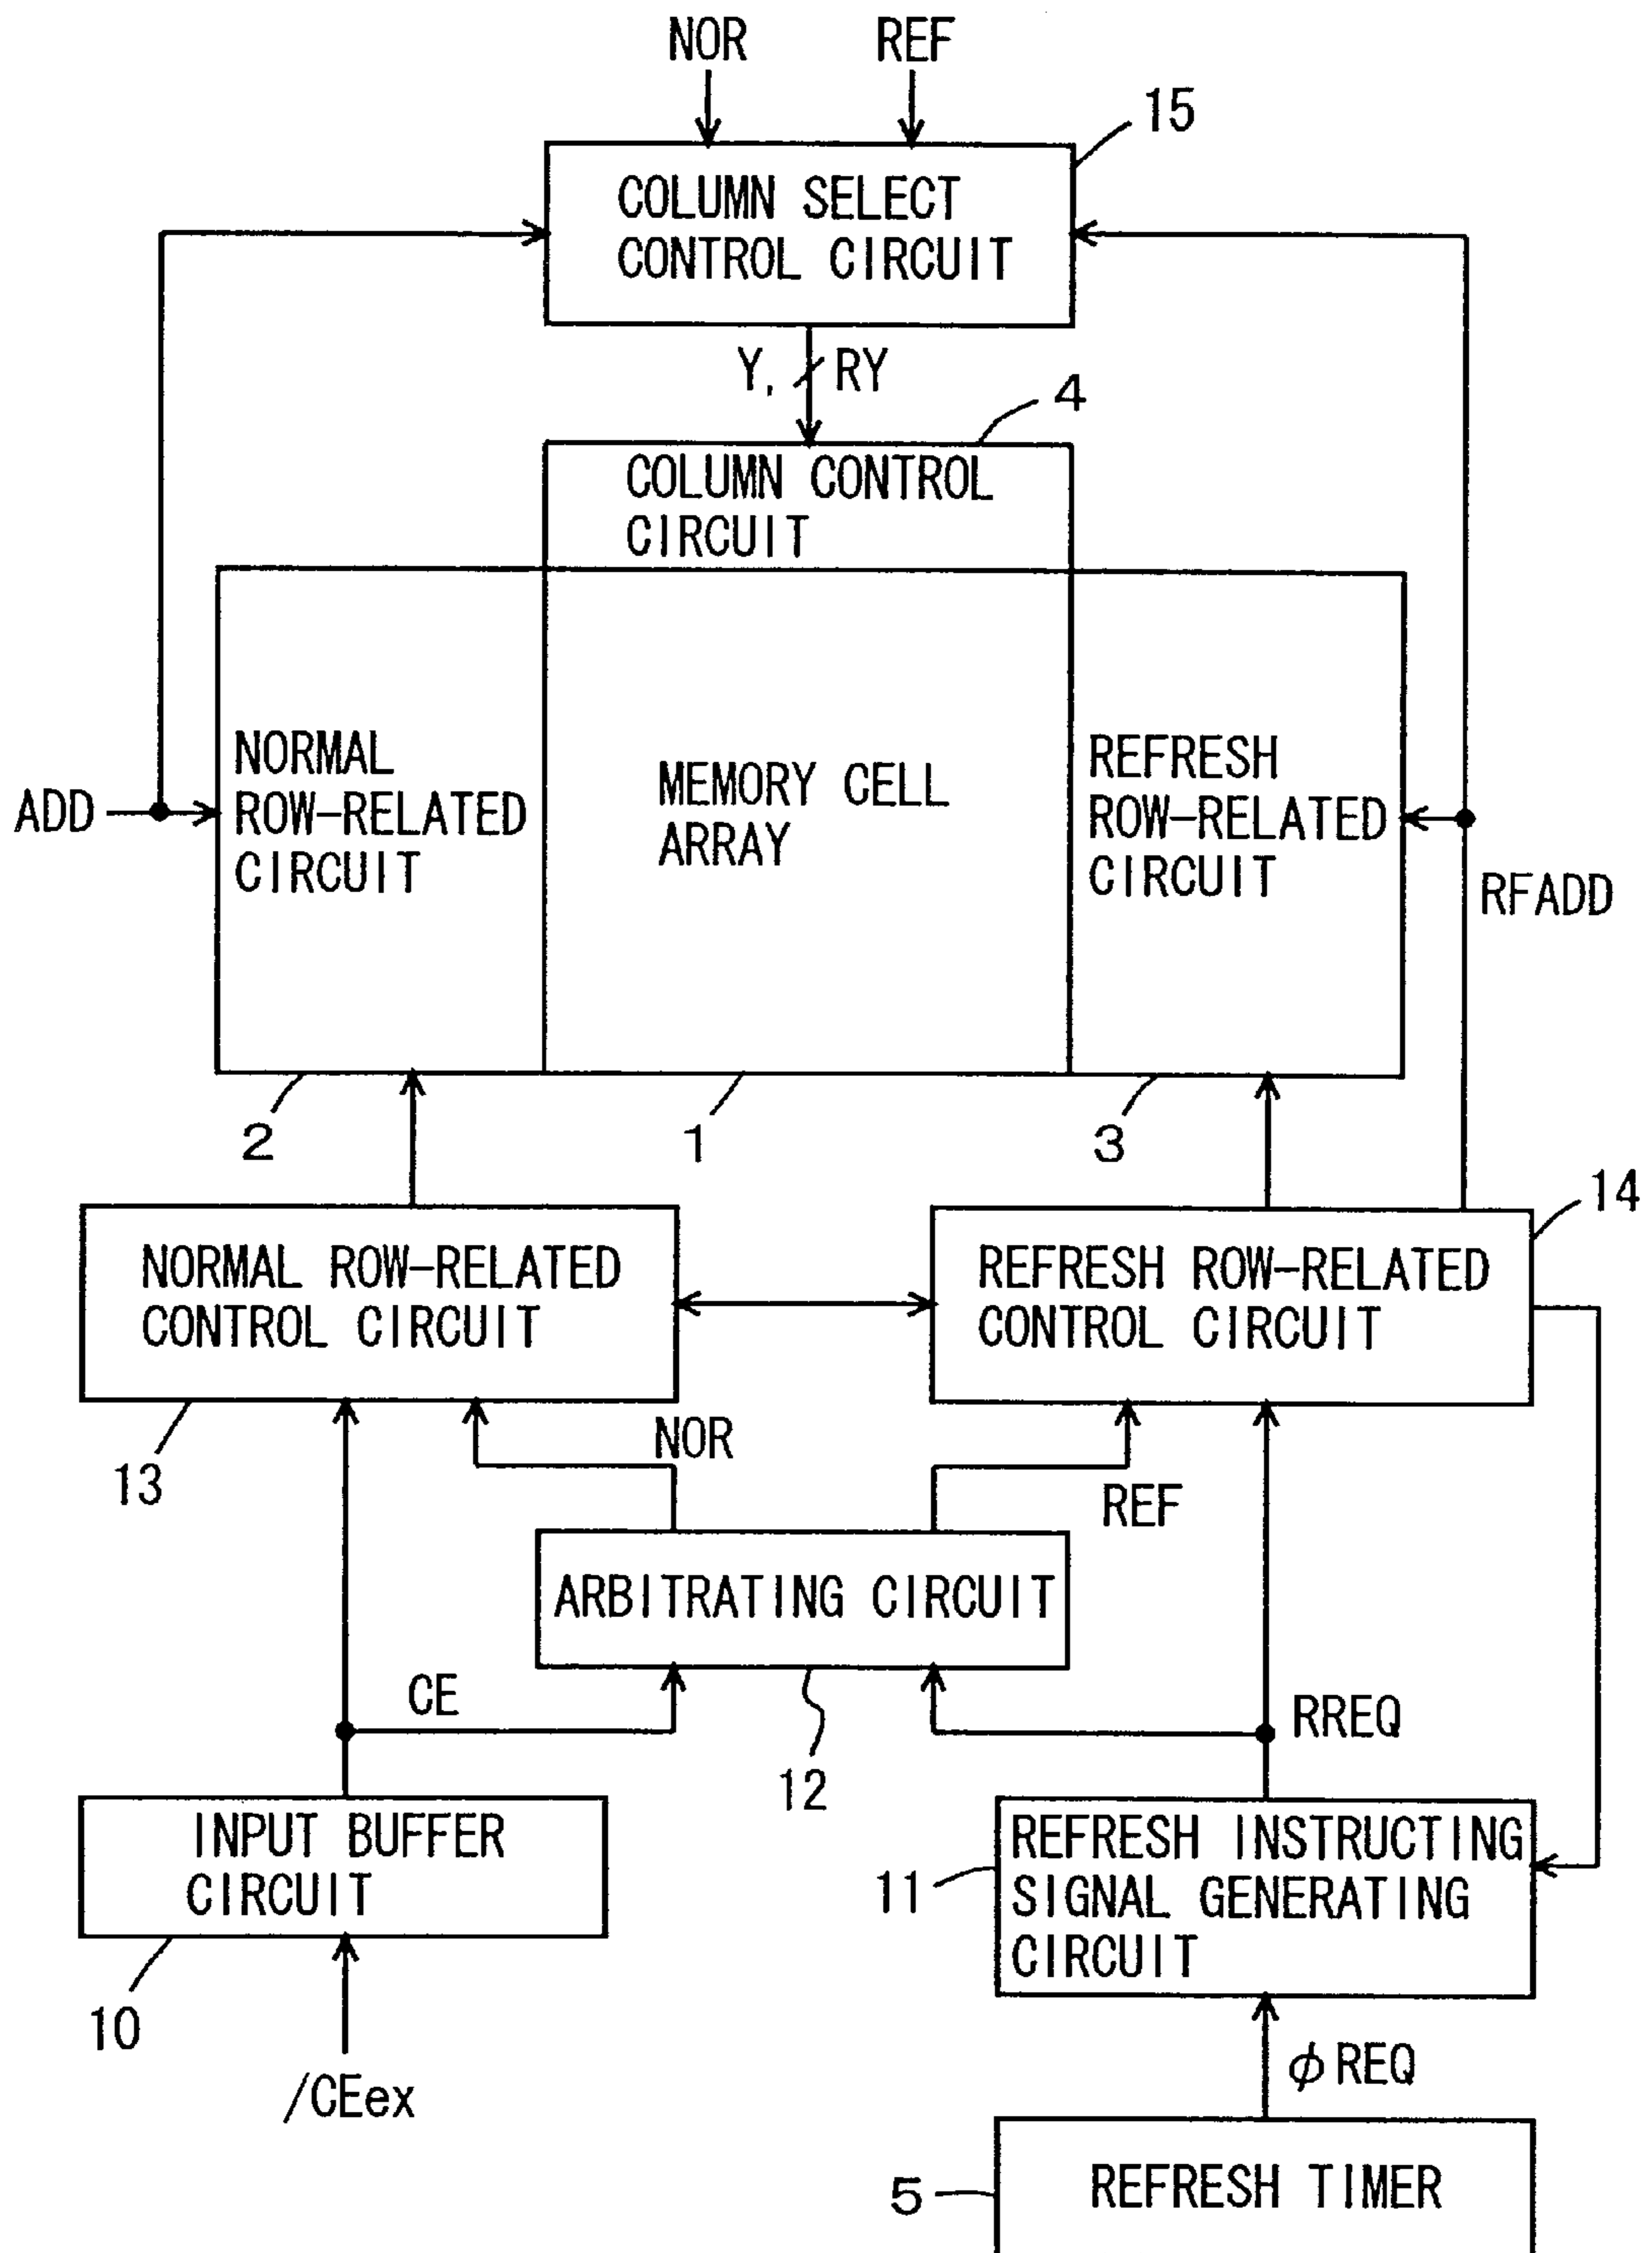 NOR
REF
15
COLUMN SELECT
CONTROL CIRCUIT
Y, RY
4
COLUMN CONTROL
CIRCUIT
ADD
NORMAL
ROW-RELATED
CIRCUIT
MEMORY CELL
ARRAY
REFRESH
ROW-RELATED
CIRCUIT
RFADD
2
1
3
14
NORMAL ROW-RELATED
CONTROL CIRCUIT
REFRESH ROW-RELATED
CONTROL CIRCUIT
13
NOR
REF
ARBITRATING CIRCUIT
CE
RREQ
12
INPUT BUFFER
CIRCUIT
11
REFRESH INSTRUCTING
SIGNAL GENERATING
CIRCUIT
10
/CEex
φREQ
5
REFRESH TIMER